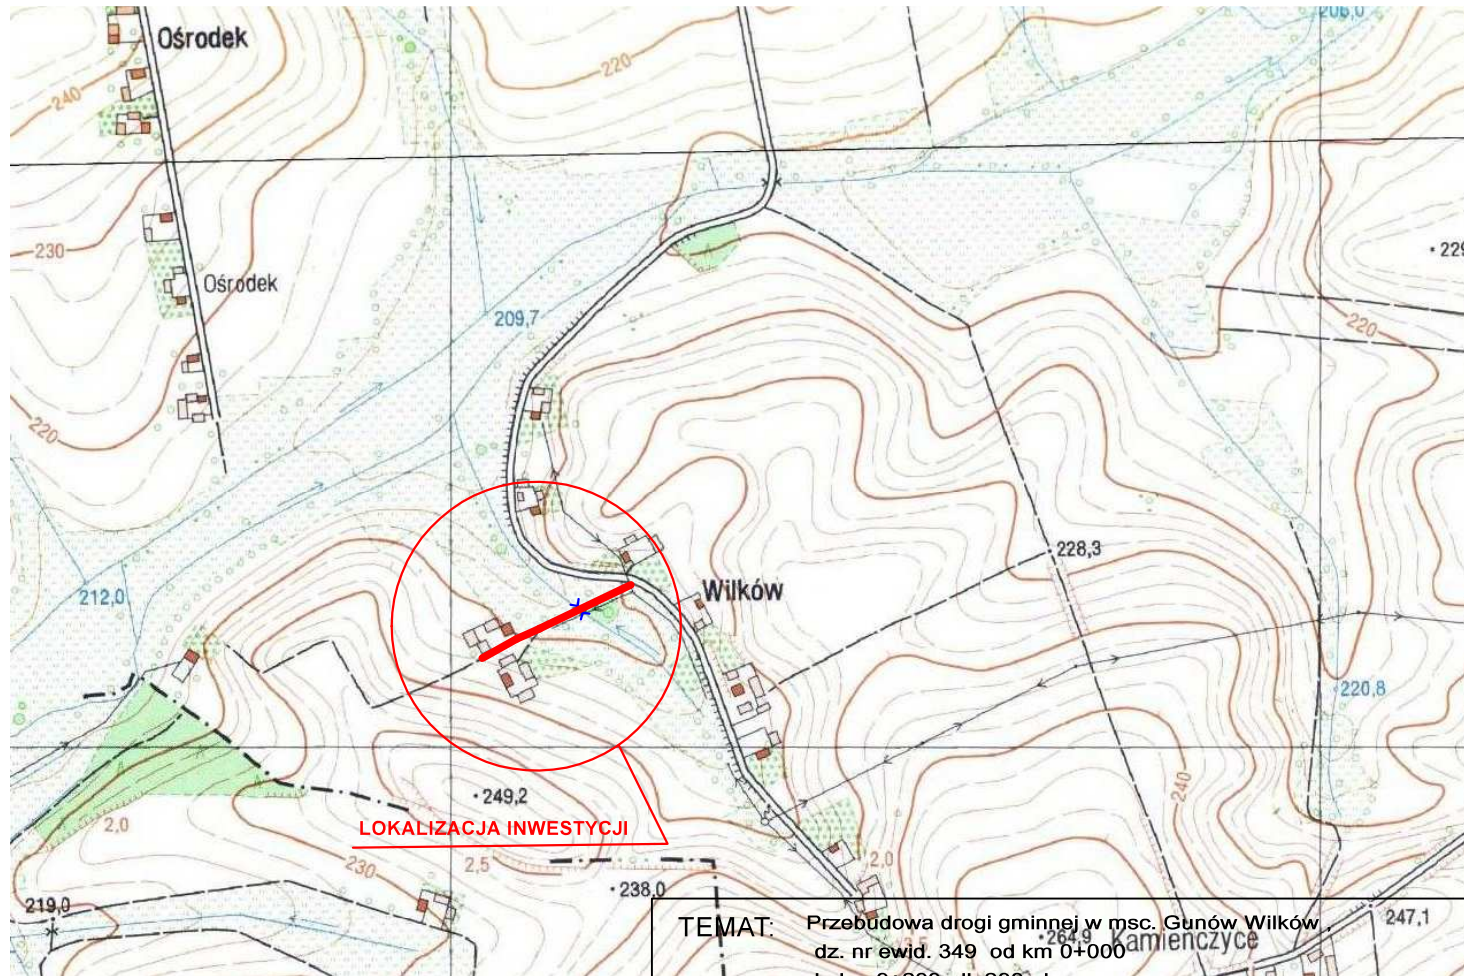 Ośrodek
240
220
206,0
230
Ośrodek
209,7
220
220
212,0
Wilków
228,3
220,8
249,2
240
LOKALIZACJA INWESTYCJI
2,0
230
2,5
2,0
238,0
219,0
247,1
TEMAT: Przebudowa drogi gminnej w msc. Gunów Wilków ,
264,9 Kamieńczyce
dz. nr ewid. 349 od km 0+000